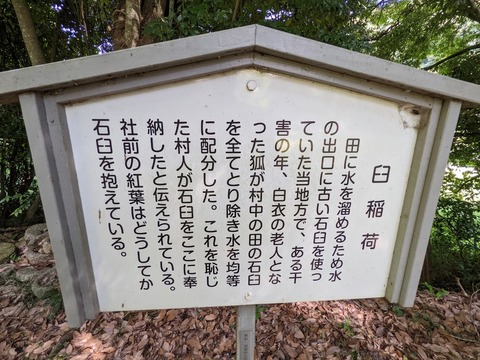 臼稲荷
田に水を溜めるため水
の出口に古い石臼を使っ
ていた当地方で、ある干
害の年、白衣の老人とな
った狐が村中の田の石臼
を全てとり除き水を均等
に配分した。これを恥じ
た村人が石臼をここに奉
納したと伝えられている。
社前の紅葉はどうしてか
石臼を抱えている。